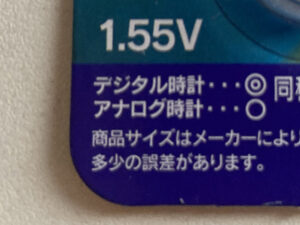 1.55V
デジタル時計・・・◎ 同
アナログ時計・・・○
商品サイズはメーカーにより
多少の誤差があります。